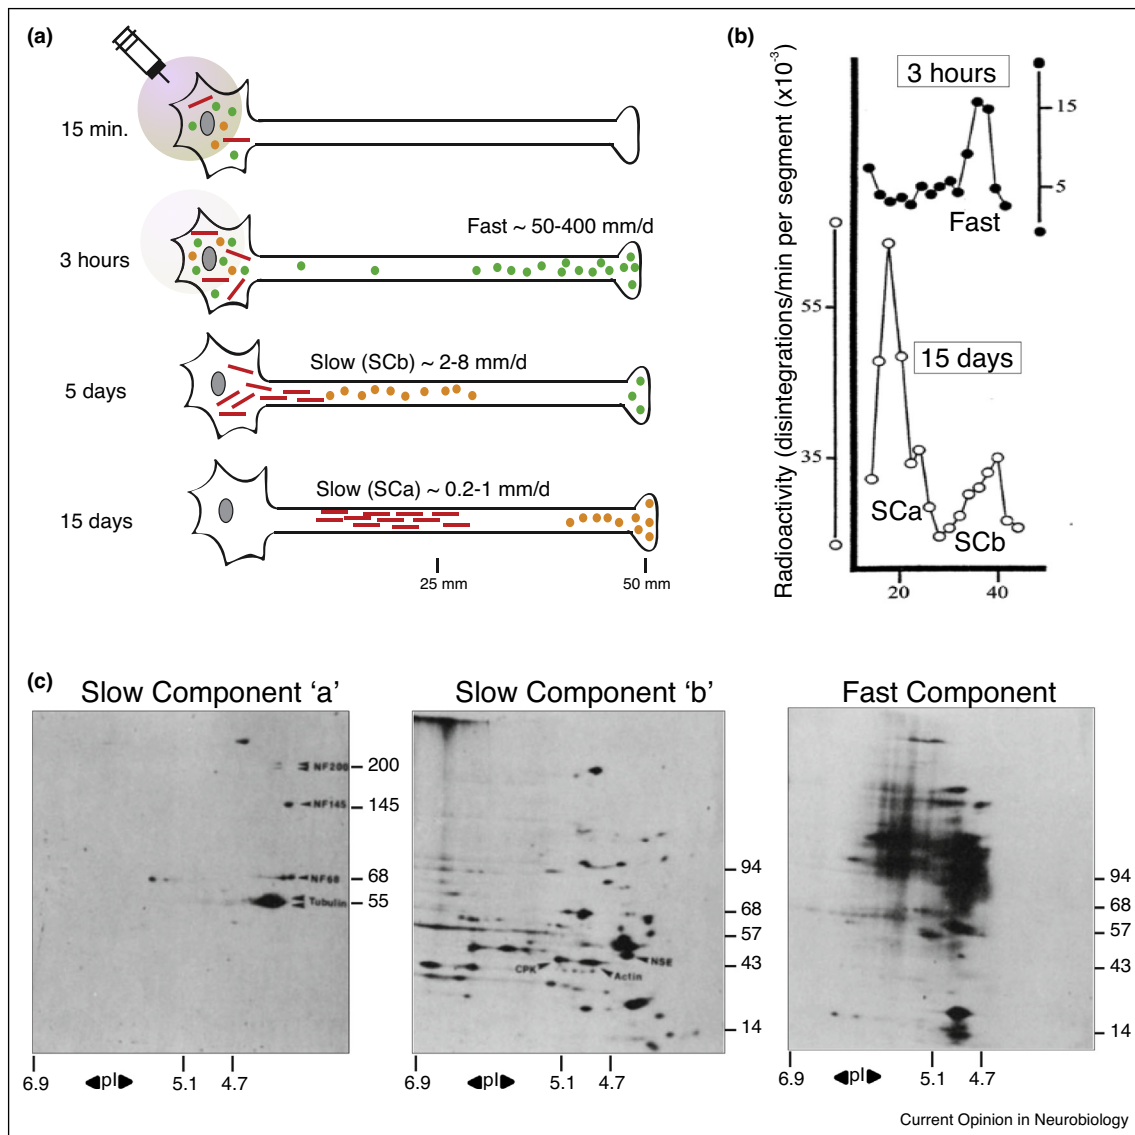 (a)
15 min.
3 hours
Fast ~ 50-400 mm/d
5 days
Slow (SCb) ~ 2-8 mm/d
15 days
Slow (SCa) ~ 0.2-1 mm/d
25 mm
50 mm
(b)
Radioactivity (disintegrations/min per segment (x10-3)
3 hours
15
5
Fast
55
15 days
35
SCa
SCb
20
40
(c)
Slow Component ‘a’
NF200
200
NF145
145
NF68
68
Tubulin
55
6.9
pI
5.1
4.7
Slow Component ‘b’
94
68
57
NSE
43
CPK
Actin
14
6.9
pI
5.1
4.7
Fast Component
94
68
57
43
14
6.9
pI
5.1
4.7
Current Opinion in Neurobiology